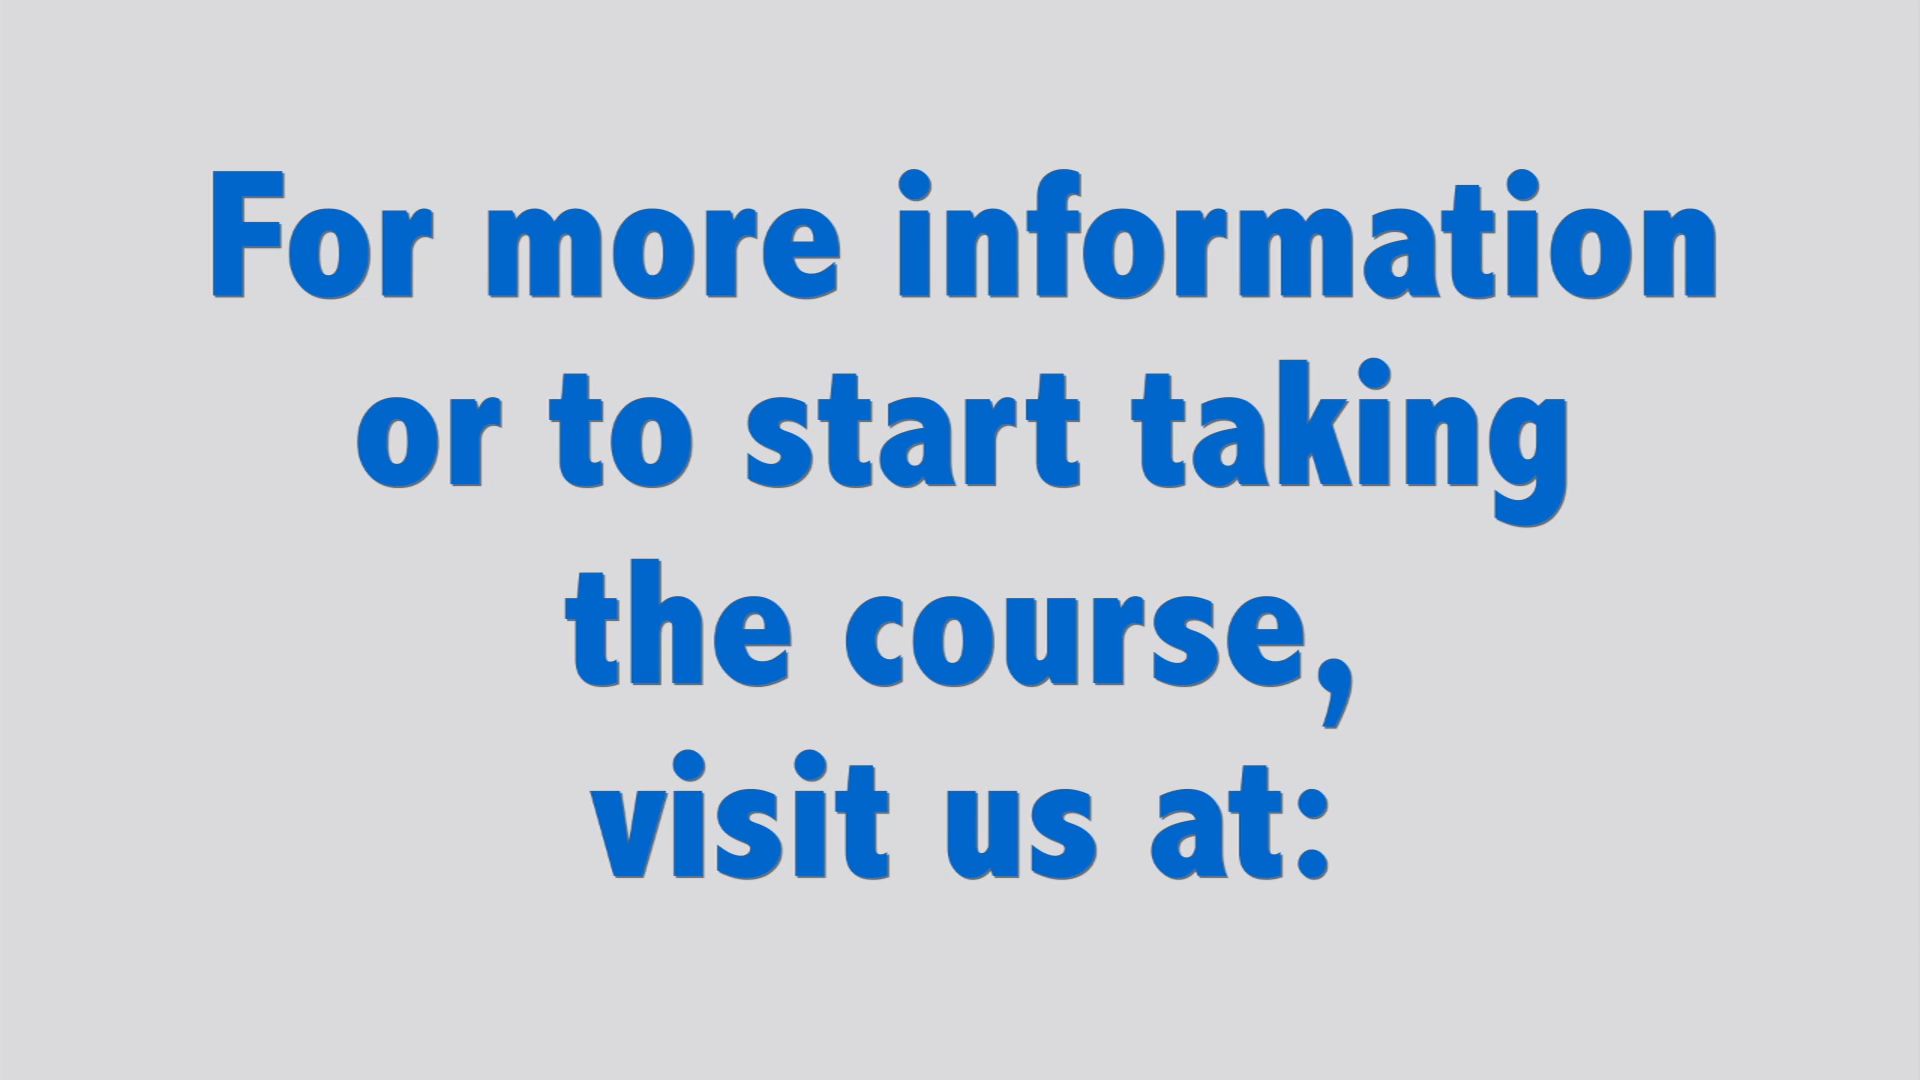 For more information
or to start taking
the course,
visit us at: